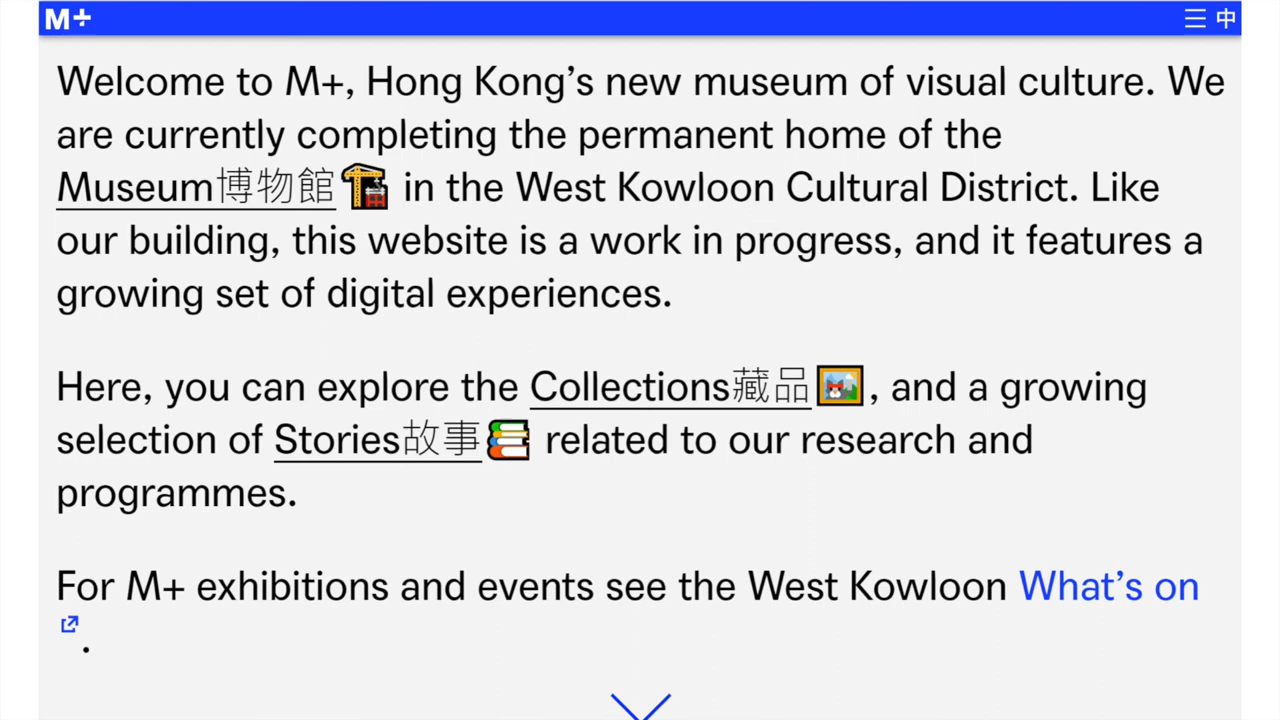 M+
中
Welcome to M+, Hong Kong’s new museum of visual culture. We
are currently completing the permanent home of the
Museum博物館 in the West Kowloon Cultural District. Like
our building, this website is a work in progress, and it features a
growing set of digital experiences.
Here, you can explore the Collections藏品, and a growing
selection of Stories故事 related to our research and
programmes.
For M+ exhibitions and events see the West Kowloon What’s on
.